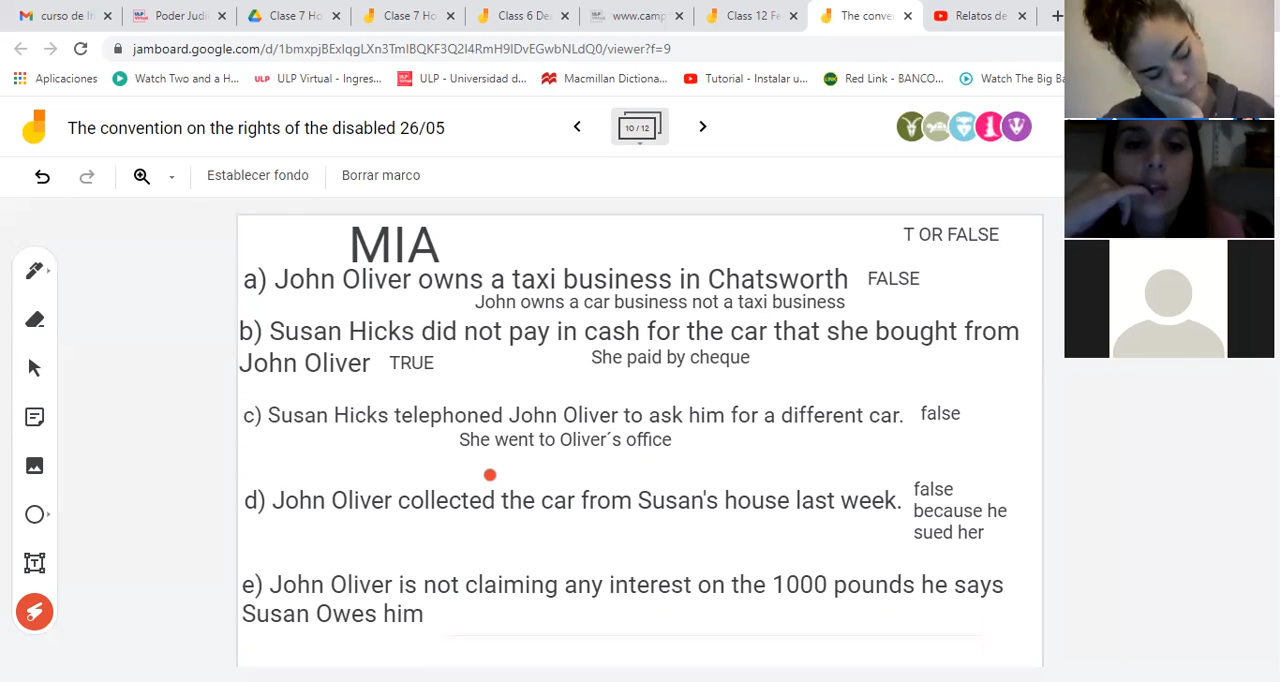 curso de In
Poder Judi
Clase 7 Ho
Clase 7 Ho
Class 6 De
www.camp
Class 12 Fe
The conve
Relatos de
jamboard.google.com/d/1bmxpjBExlqgLXn3TmlBQKF3Q2I4RmH9lDvEGwbNLdQ0/viewer?f=9
Aplicaciones
Watch Two and a H...
ULP Virtual - Ingres...
ULP - Universidad d...
Macmillan Dictiona...
Tutorial - Instalar u...
Red Link - BANCO...
Watch The Big Ba
The convention on the rights of the disabled 26/05
10 / 12
Establecer fondo
Borrar marco
MIA
T OR FALSE
a) John Oliver owns a taxi business in Chatsworth FALSE
John owns a car business not a taxi business
b) Susan Hicks did not pay in cash for the car that she bought from
John Oliver TRUE
She paid by cheque
c) Susan Hicks telephoned John Oliver to ask him for a different car. false
She went to Oliver´s office
d) John Oliver collected the car from Susan's house last week.
false
because he
sued her
e) John Oliver is not claiming any interest on the 1000 pounds he says
Susan Owes him